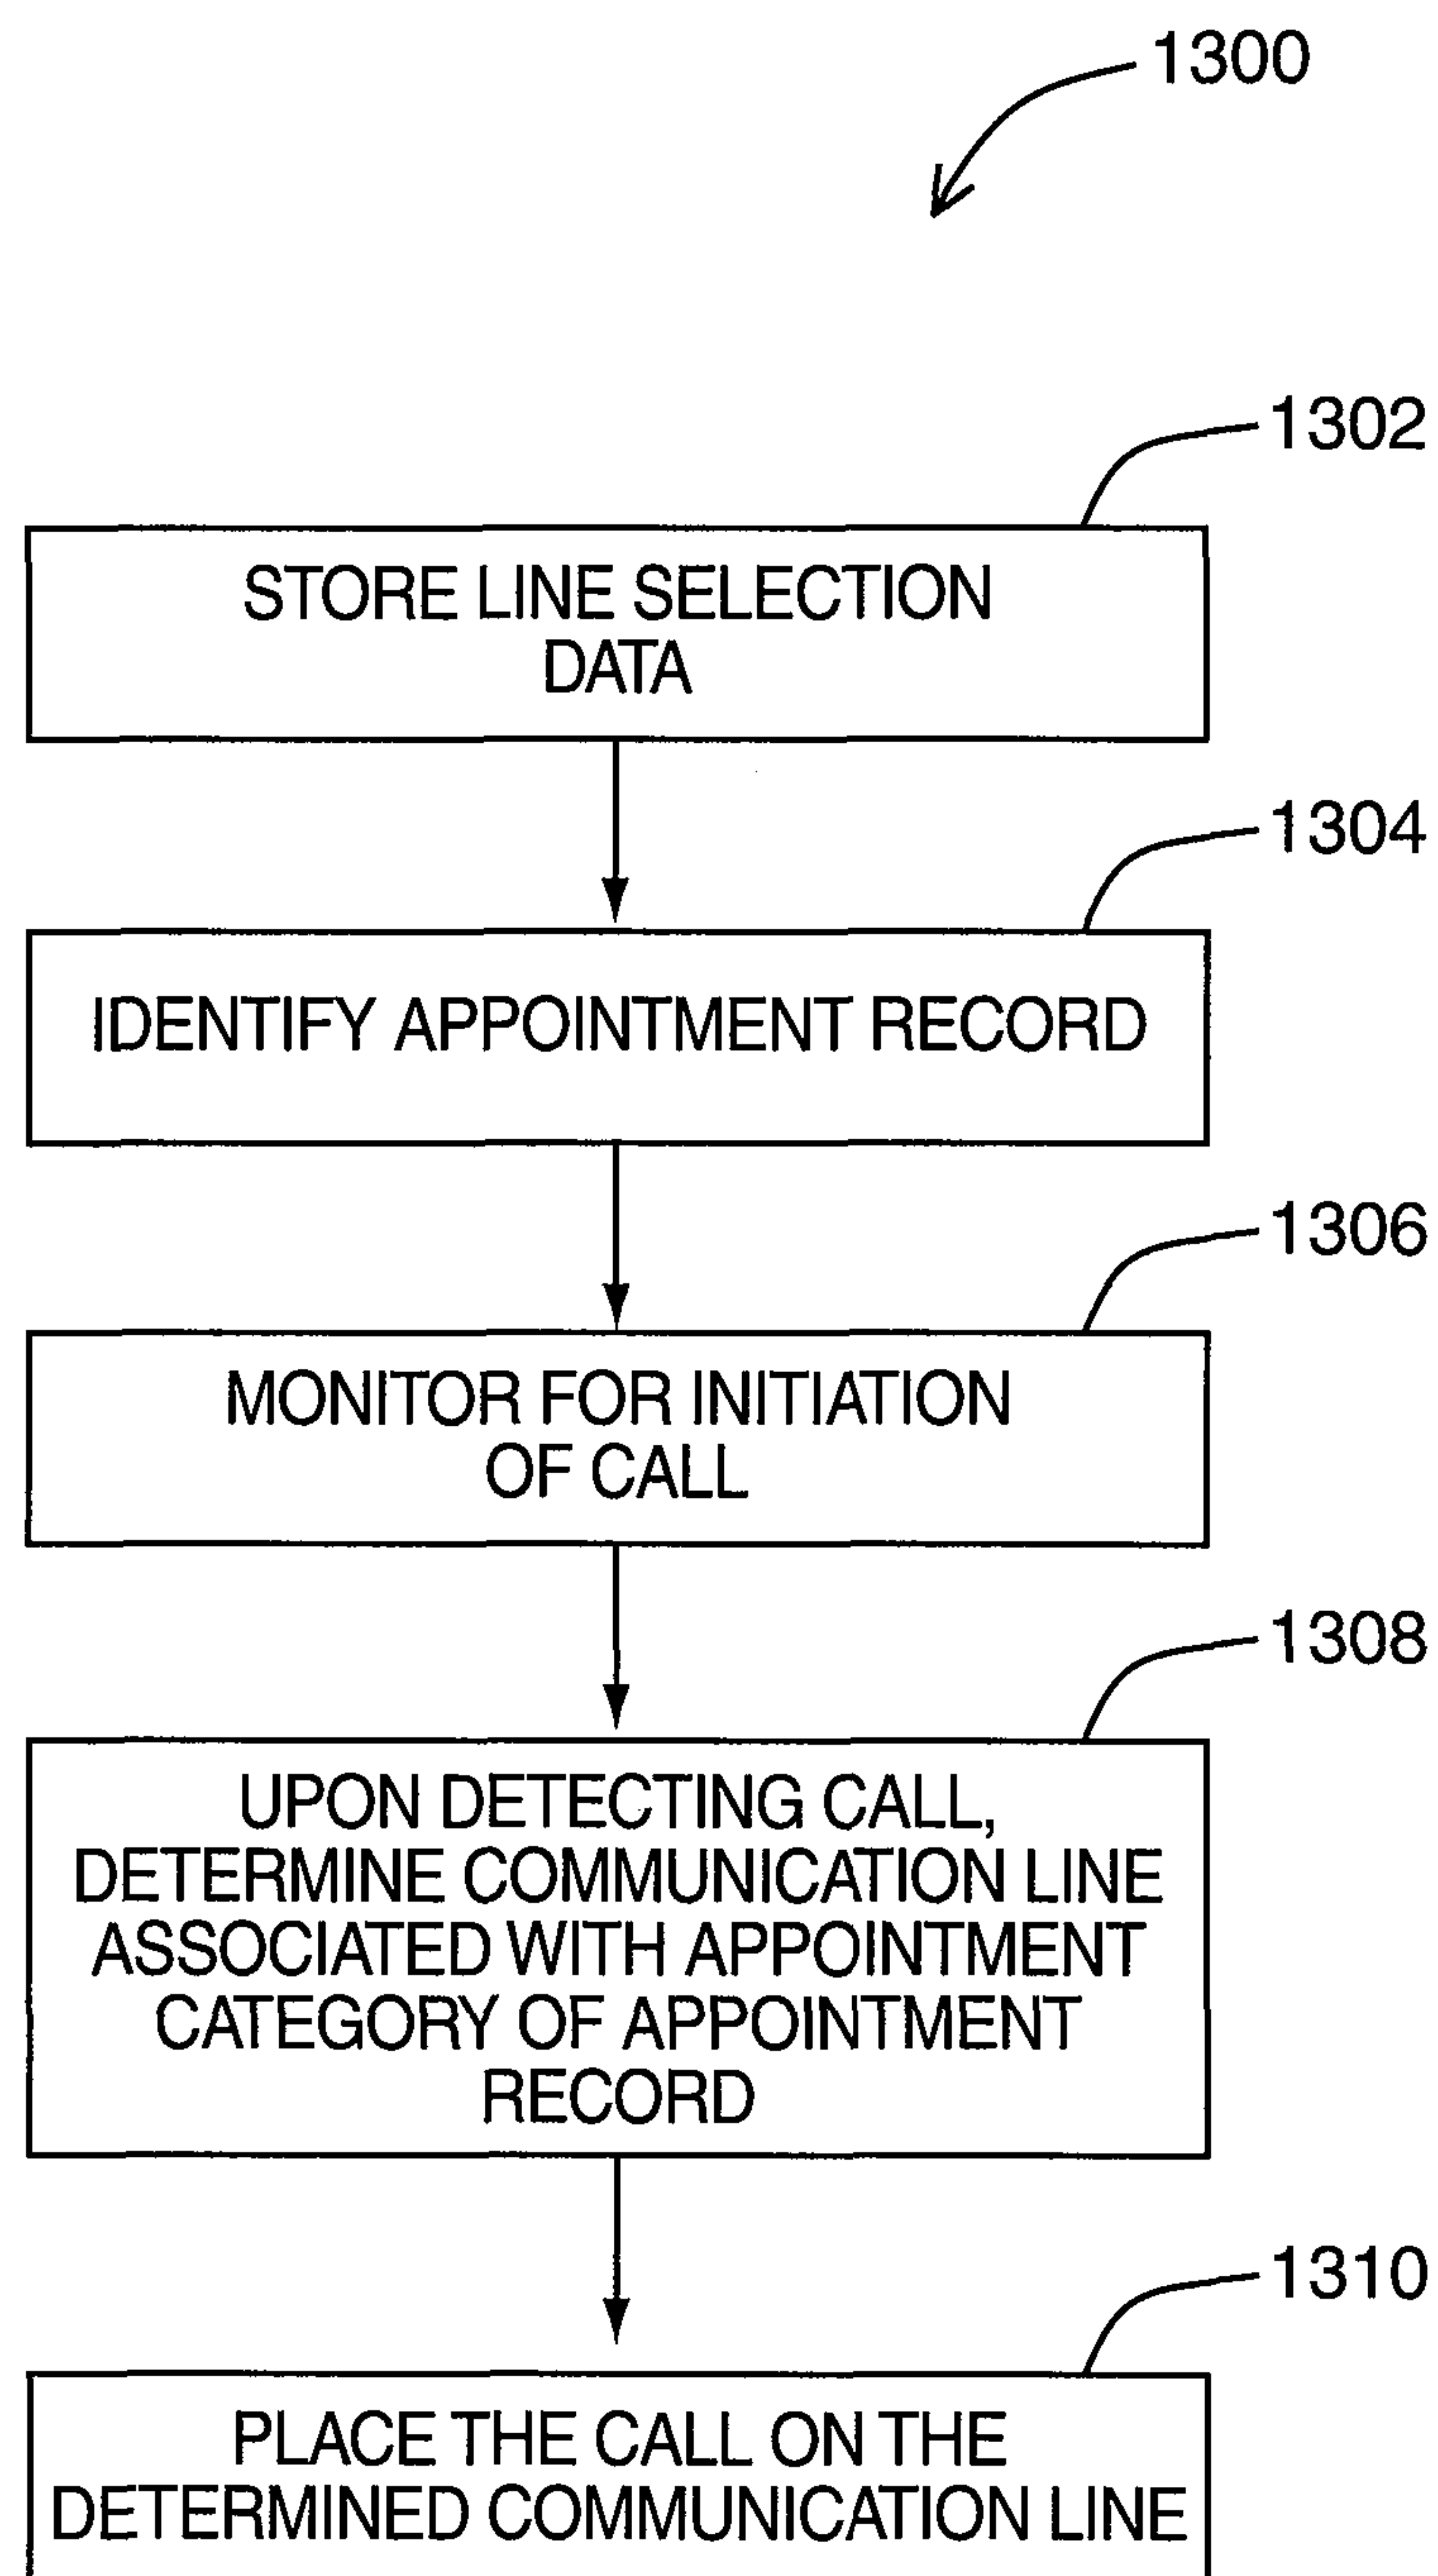 1300
1302
STORE LINE SELECTION
DATA
1304
IDENTIFY APPOINTMENT RECORD
1306
MONITOR FOR INITIATION
OF CALL
1308
UPON DETECTING CALL,
DETERMINE COMMUNICATION LINE
ASSOCIATED WITH APPOINTMENT
CATEGORY OF APPOINTMENT
RECORD
1310
PLACE THE CALL ON THE
DETERMINED COMMUNICATION LINE